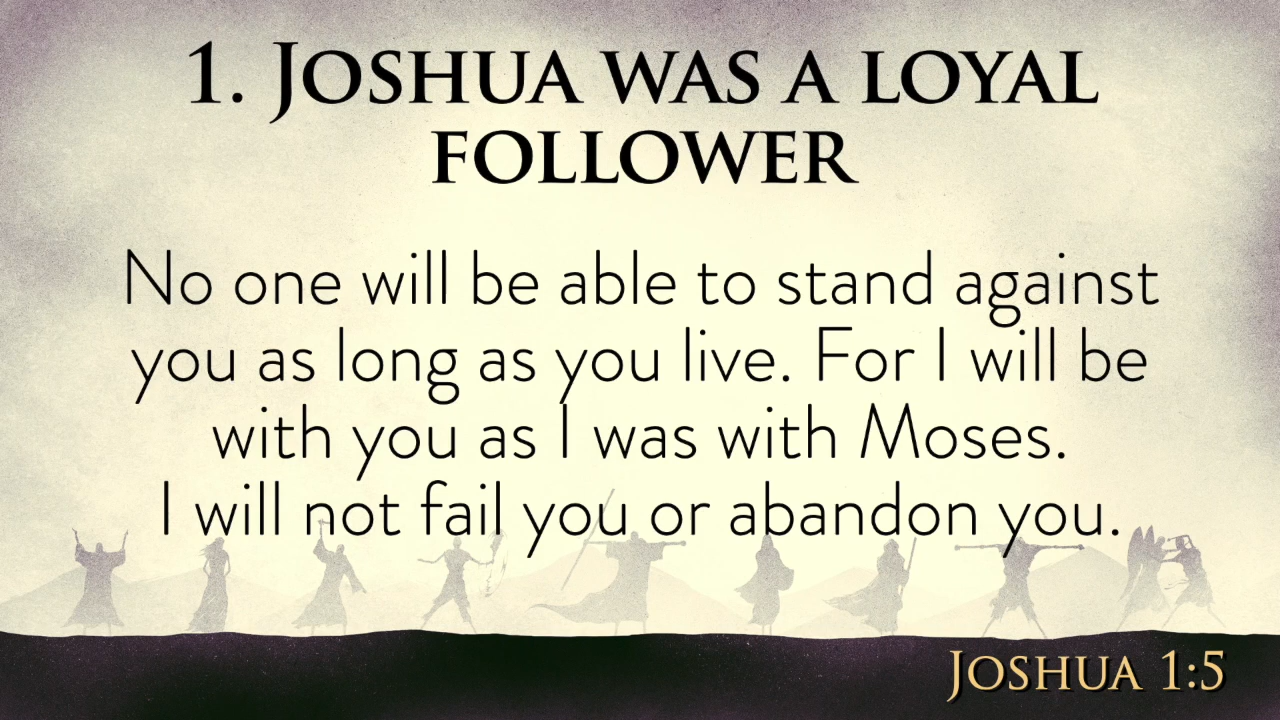 1. Joshua was a loyal
follower
No one will be able to stand against
you as long as you live. For I will be
with you as I was with Moses.
I will not fail you or abandon you.
Joshua 1:5